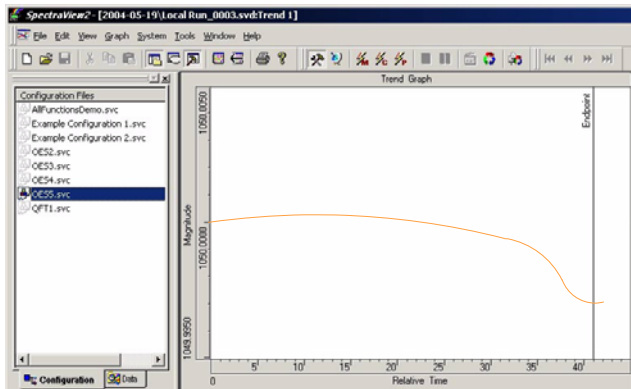 SpectraView2 - [2004-05-19\Local Run_0003.svd:Trend 1]
File Edit View Graph System Tools Window Help
Configuration Files
AllFunctionsDemo.svc
Example Configuration 1.svc
Example Configuration 2.svc
OES2.svc
OES3.svc
OES4.svc
OES5.svc
QFT1.svc
Configuration
Data
Trend Graph
Endpoint
Magnitude
1050.0050
1050.0000
1049.9950
5' 10' 15' 20' 25' 30' 35' 40'
0
Relative Time